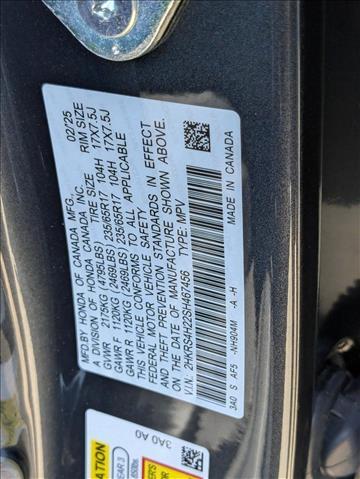 MFD.BY HONDA OF CANADA MFG. 02/25
A DIVISION OF HONDA CANADA INC.
TIRE SIZE RIM SIZE
GVWR 2175KG (4795LBS) 235/65R17 104H 17X7.5J
GAWR F 1120KG (2469LBS) 235/65R17 104H 17X7.5J
GAWR R 1120KG (2469LBS)
THIS VEHICLE CONFORMS TO ALL APPLICABLE
FEDERAL MOTOR VEHICLE SAFETY
AND THEFT PREVENTION STANDARDS IN EFFECT
ON THE DATE OF MANUFACTURE SHOWN ABOVE.
V.I.N. 2HKRS4H22SH467456 TYPE: MPV
3A0 S AF5 -NH904M -A -H
MADE IN CANADA
3A0 A0
EAR 3